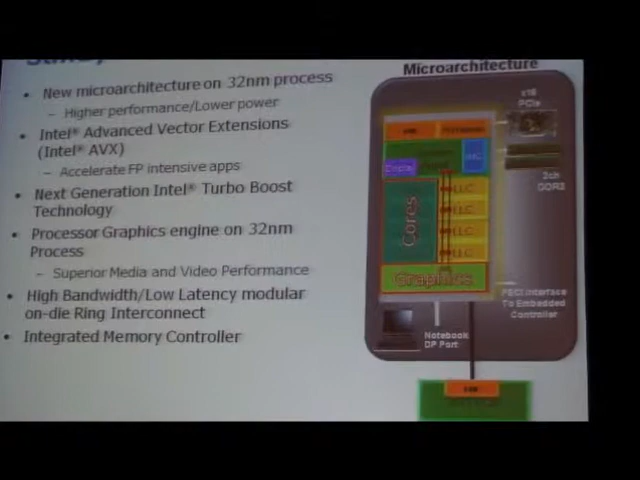 Microarchitecture
New microarchitecture on 32nm process
– Higher performance/Lower power
Intel® Advanced Vector Extensions
(Intel® AVX)
– Accelerate FP intensive apps
Next Generation Intel® Turbo Boost
Technology
Processor Graphics engine on 32nm
Process
– Superior Media and Video Performance
High Bandwidth/Low Latency modular
on-die Ring Interconnect
Integrated Memory Controller
x16
PCIe
2ch
DDR3
Cores
LLC
LLC
LLC
LLC
Graphics
PECI Interface
To Embedded
Controller
Notebook
DP Port